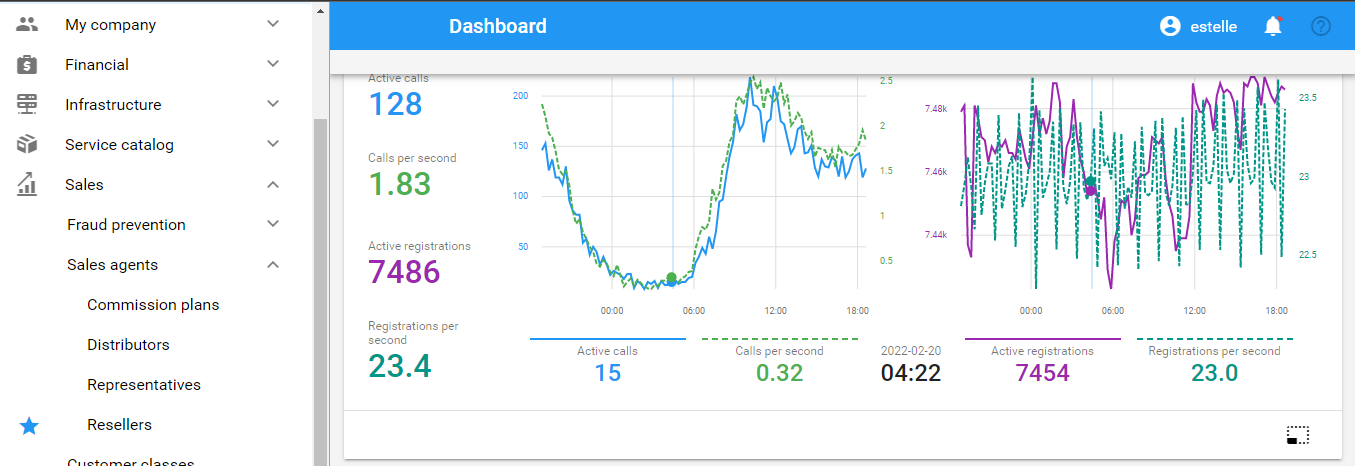 My company
Financial
Infrastructure
Service catalog
Sales
Fraud prevention
Sales agents
Commission plans
Distributors
Representatives
Resellers
Customer classes
Dashboard
estelle
Active calls
128
Calls per second
1.83
Active registrations
7486
Registrations per
second
23.4
200
150
100
50
2.5
2
1.5
1
0.5
00:00 06:00 12:00 18:00
7.48k
7.46k
7.44k
23.5
23
22.5
00:00 06:00 12:00 18:00
Active calls
15
Calls per second
0.32
2022-02-20
04:22
Active registrations
7454
Registrations per second
23.0